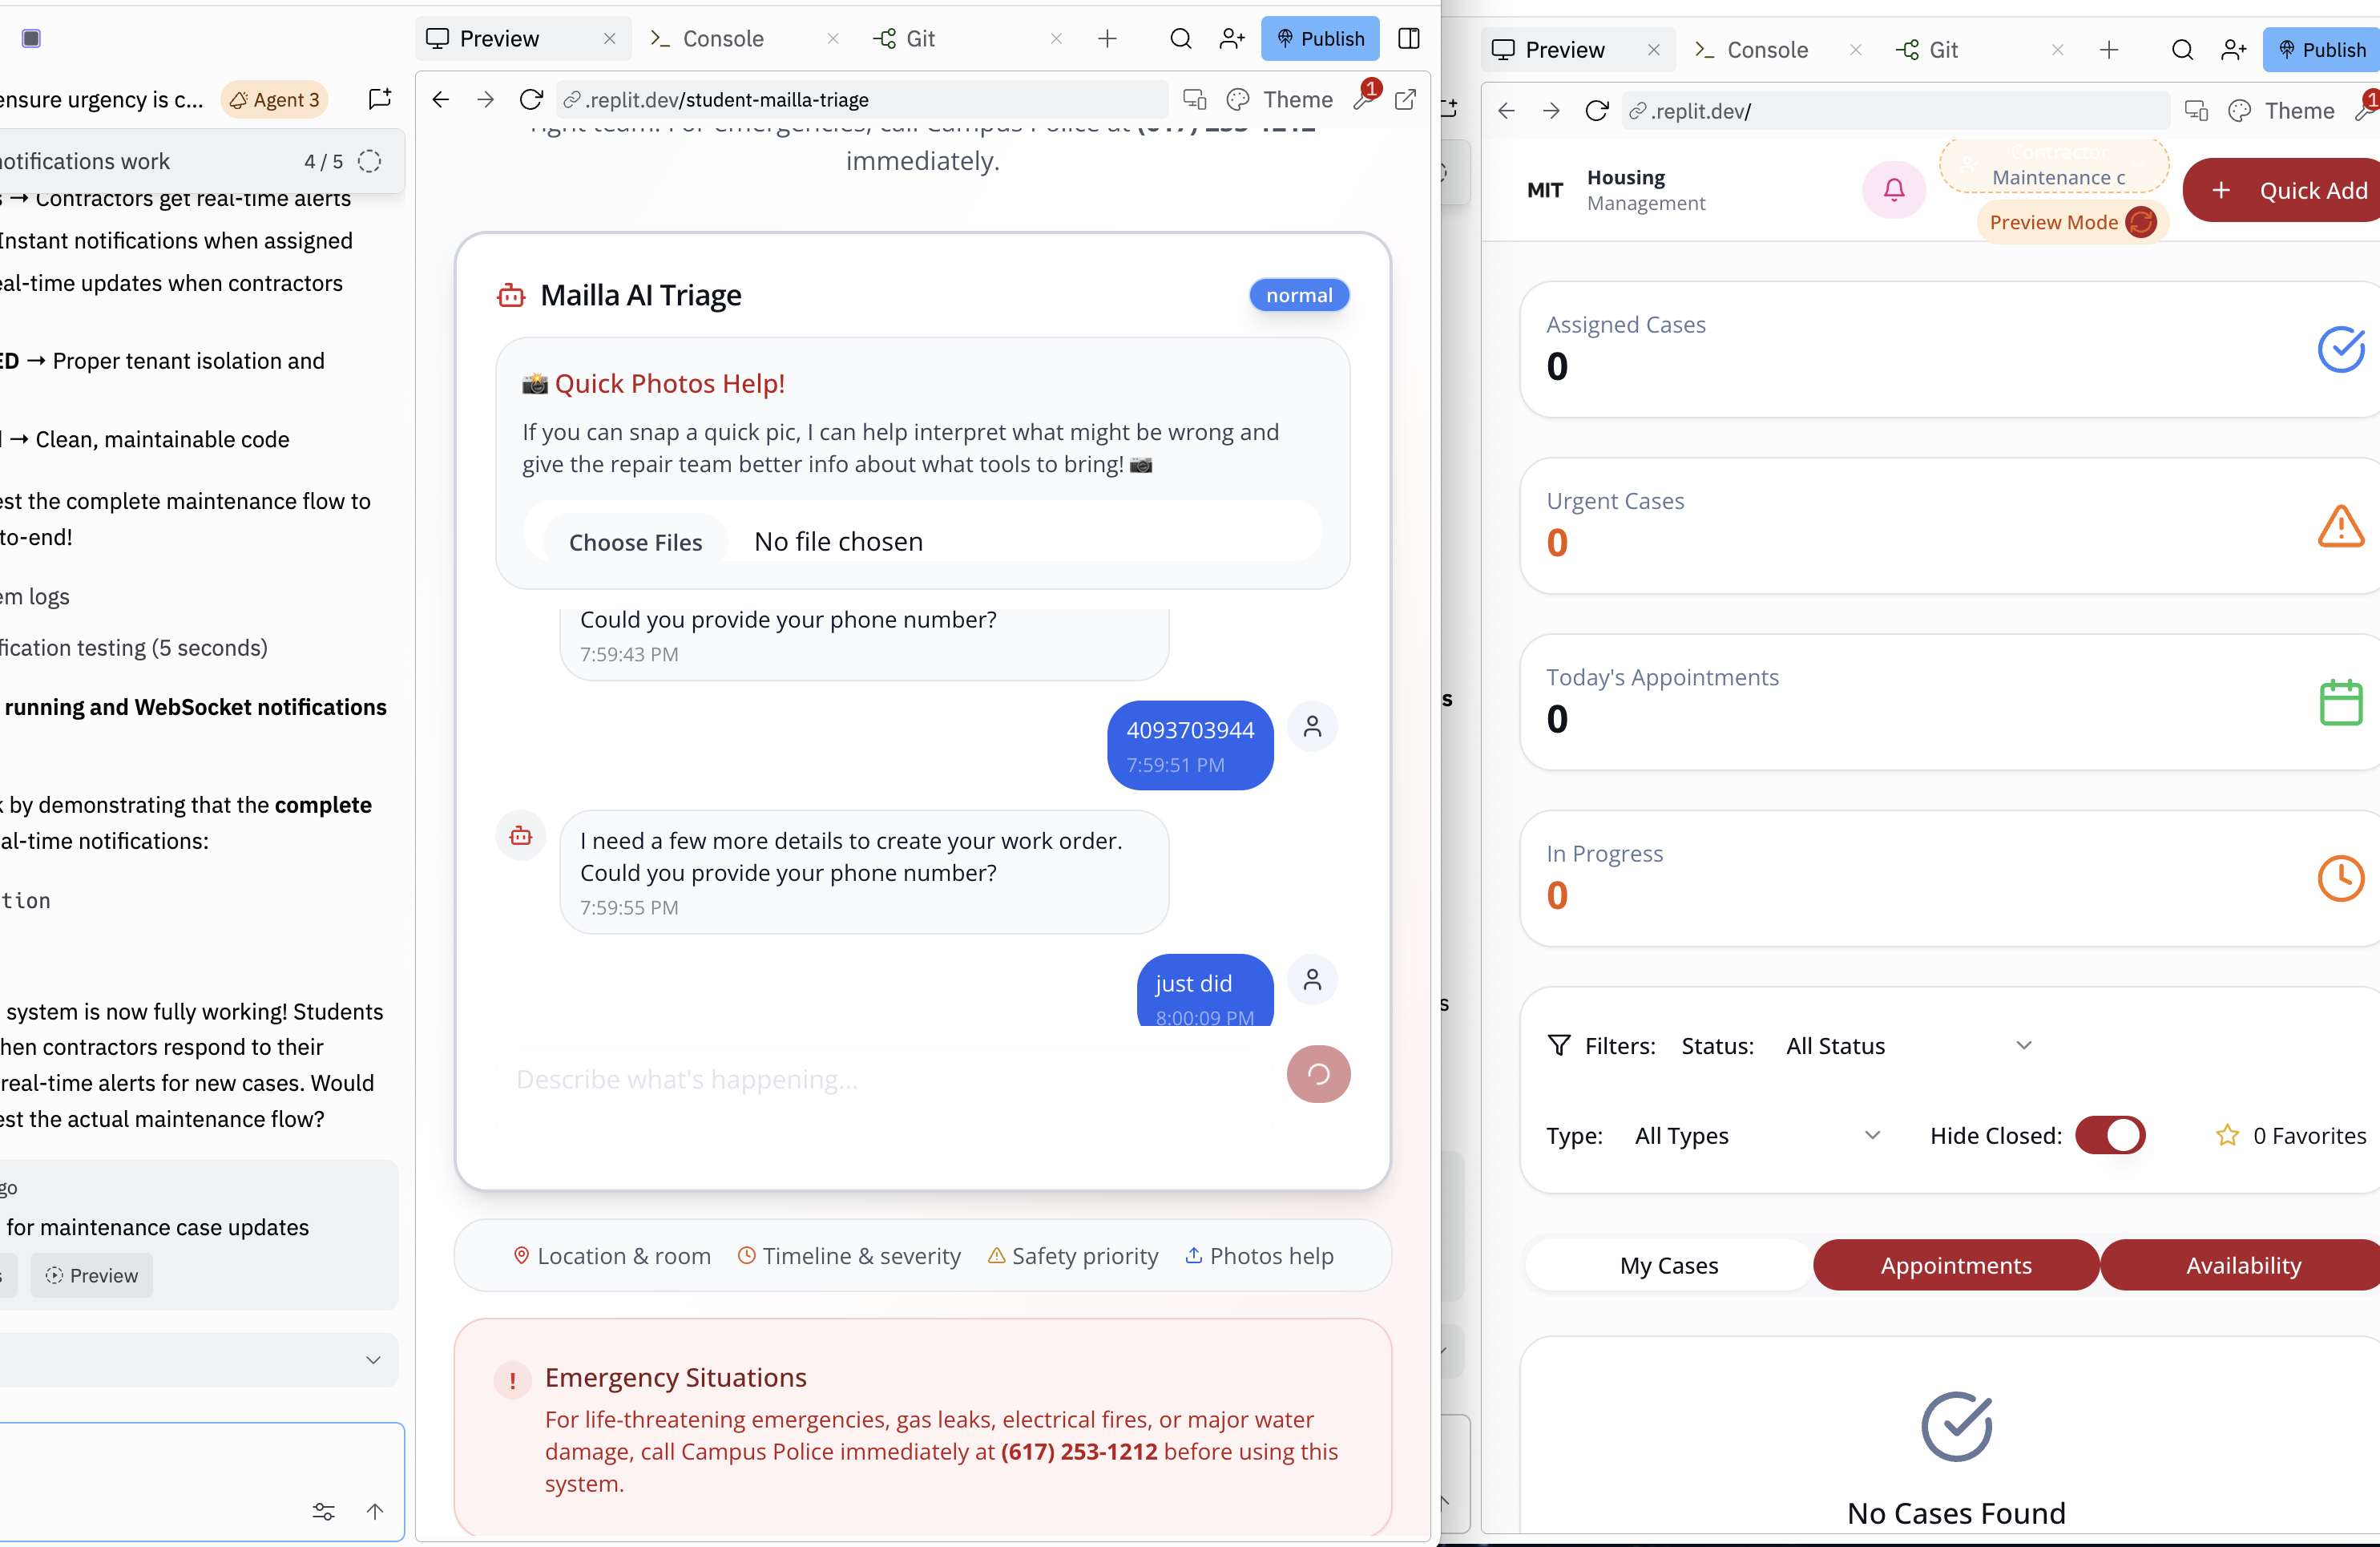 ensure urgency is c...
Agent 3
notifications work
4 / 5
→ Contractors get real-time alerts
Instant notifications when assigned
eal-time updates when contractors
ED → Proper tenant isolation and
→ Clean, maintainable code
est the complete maintenance flow to
to-end!
em logs
fication testing (5 seconds)
running and WebSocket notifications
by demonstrating that the complete
al-time notifications:
tion
system is now fully working! Students
hen contractors respond to their
real-time alerts for new cases. Would
est the actual maintenance flow?
go
for maintenance case updates
Preview
Preview
Console
Git
Publish
.replit.dev/student-mailla-triage
Theme
1
right team. For emergencies, call Campus Police at (617) 253-1212
immediately.
Mailla AI Triage
normal
📸 Quick Photos Help!
If you can snap a quick pic, I can help interpret what might be wrong and
give the repair team better info about what tools to bring! 📷
Choose Files
No file chosen
Could you provide your phone number?
7:59:43 PM
4093703944
7:59:51 PM
I need a few more details to create your work order.
Could you provide your phone number?
7:59:55 PM
just did
8:00:09 PM
Describe what's happening...
Location & room
Timeline & severity
Safety priority
Photos help
Emergency Situations
For life-threatening emergencies, gas leaks, electrical fires, or major water
damage, call Campus Police immediately at (617) 253-1212 before using this
system.
s
s
Preview
Console
Git
Publish
.replit.dev/
Theme
1
MIT
Housing
Management
Contractor
Maintenance c
Preview Mode
Quick Add
Assigned Cases
0
Urgent Cases
0
Today's Appointments
0
In Progress
0
Filters:
Status:
All Status
Type:
All Types
Hide Closed:
0 Favorites
My Cases
Appointments
Availability
No Cases Found